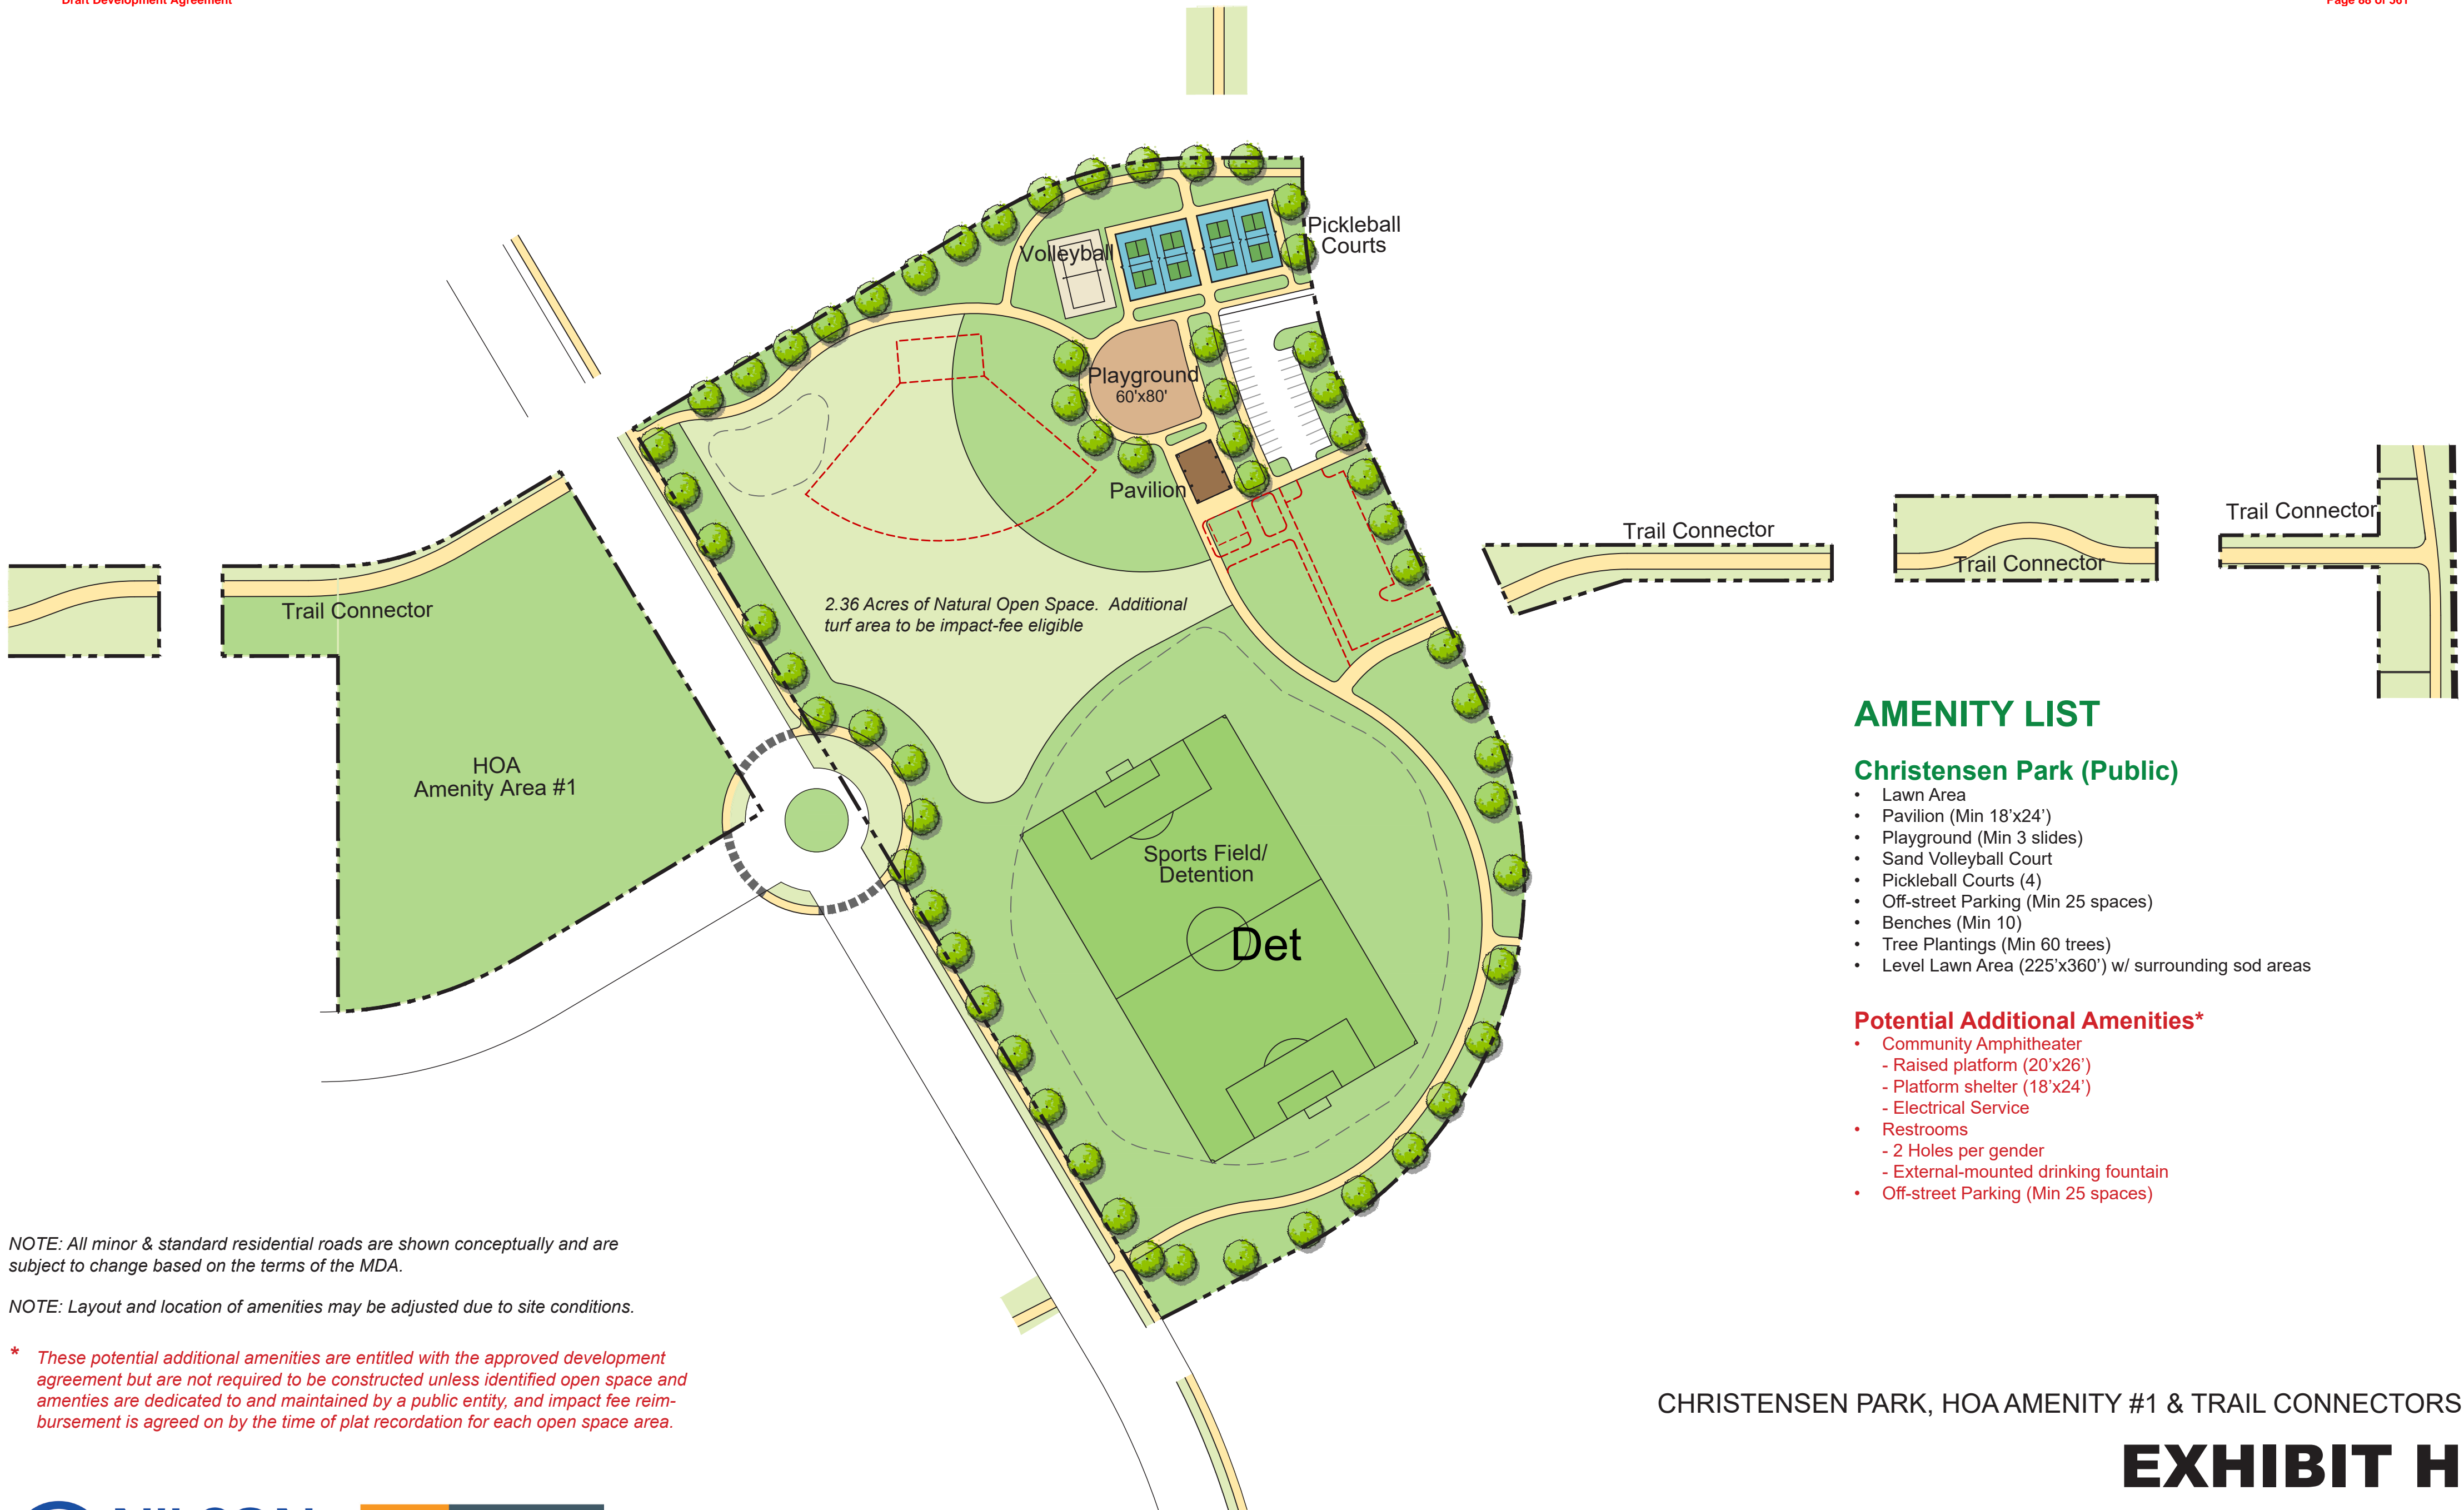 Draft Development Agreement
Page 88 of 361
Pickleball
Courts
Volleyball
Playground
60'x80'
Pavilion
Trail Connector
Trail Connector
Trail Connector
Trail Connector
2.36 Acres of Natural Open Space.  Additional
turf area to be impact-fee eligible
HOA
Amenity Area #1
Sports Field/
Detention
Det
AMENITY LIST
Christensen Park (Public)
• Lawn Area
• Pavilion (Min 18'x24')
• Playground (Min 3 slides)
• Sand Volleyball Court
• Pickleball Courts (4)
• Off-street Parking (Min 25 spaces)
• Benches (Min 10)
• Tree Plantings (Min 60 trees)
• Level Lawn Area (225'x360') w/ surrounding sod areas
Potential Additional Amenities*
• Community Amphitheater
- Raised platform (20'x26')
- Platform shelter (18'x24')
- Electrical Service
• Restrooms
- 2 Holes per gender
- External-mounted drinking fountain
• Off-street Parking (Min 25 spaces)
NOTE: All minor & standard residential roads are shown conceptually and are
subject to change based on the terms of the MDA.
NOTE: Layout and location of amenities may be adjusted due to site conditions.
* These potential additional amenities are entitled with the approved development
agreement but are not required to be constructed unless identified open space and
amenties are dedicated to and maintained by a public entity, and impact fee reim-
bursement is agreed on by the time of plat recordation for each open space area.
CHRISTENSEN PARK, HOA AMENITY #1 & TRAIL CONNECTORS
EXHIBIT H